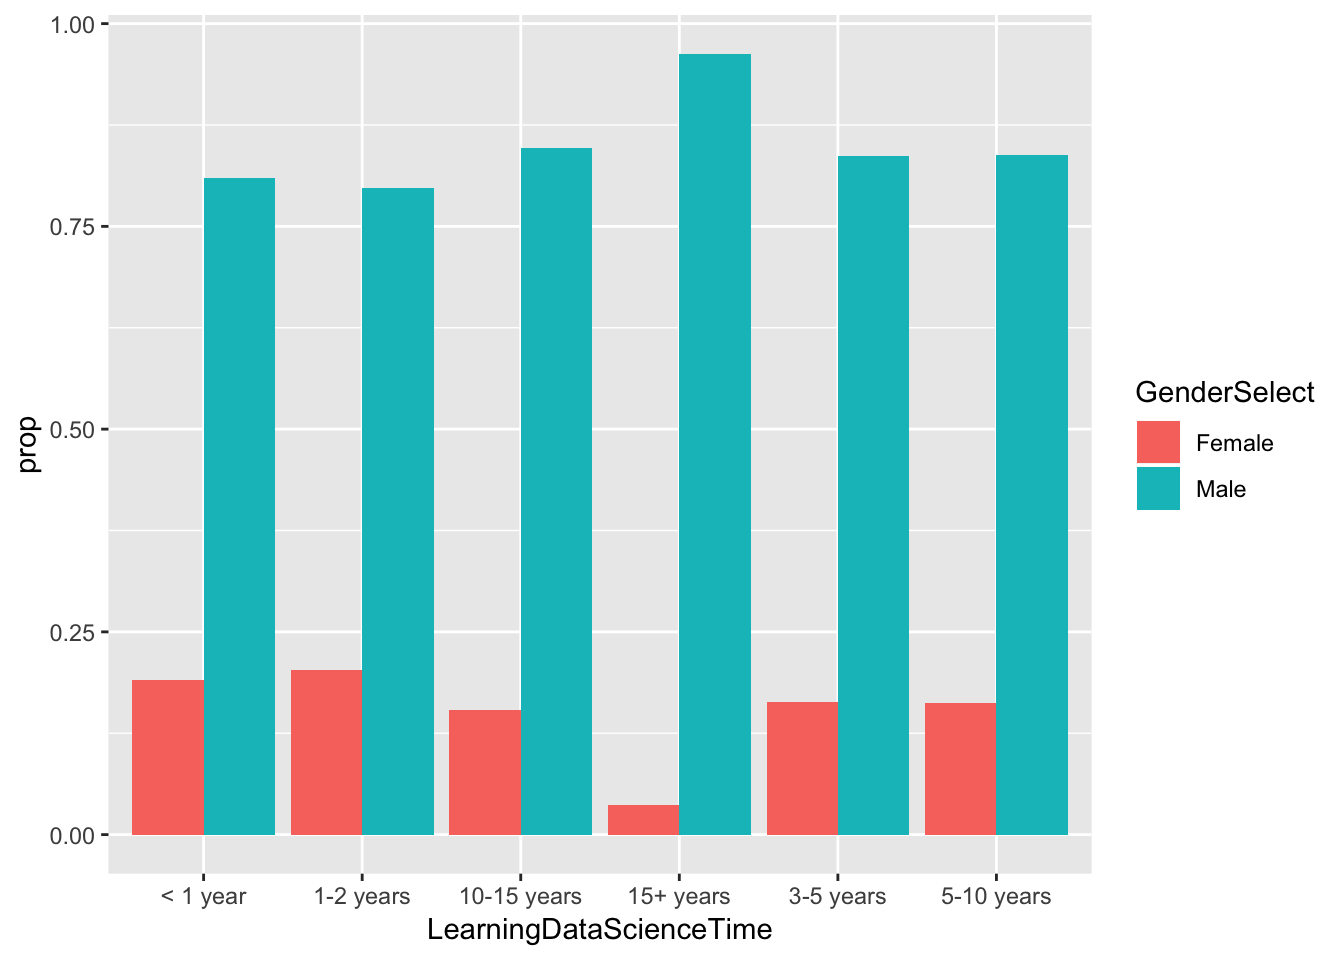 1.00
0.75
0.50
0.25
0.00
prop
< 1 year
1-2 years
10-15 years
15+ years
3-5 years
5-10 years
LearningDataScienceTime
GenderSelect
Female
Male